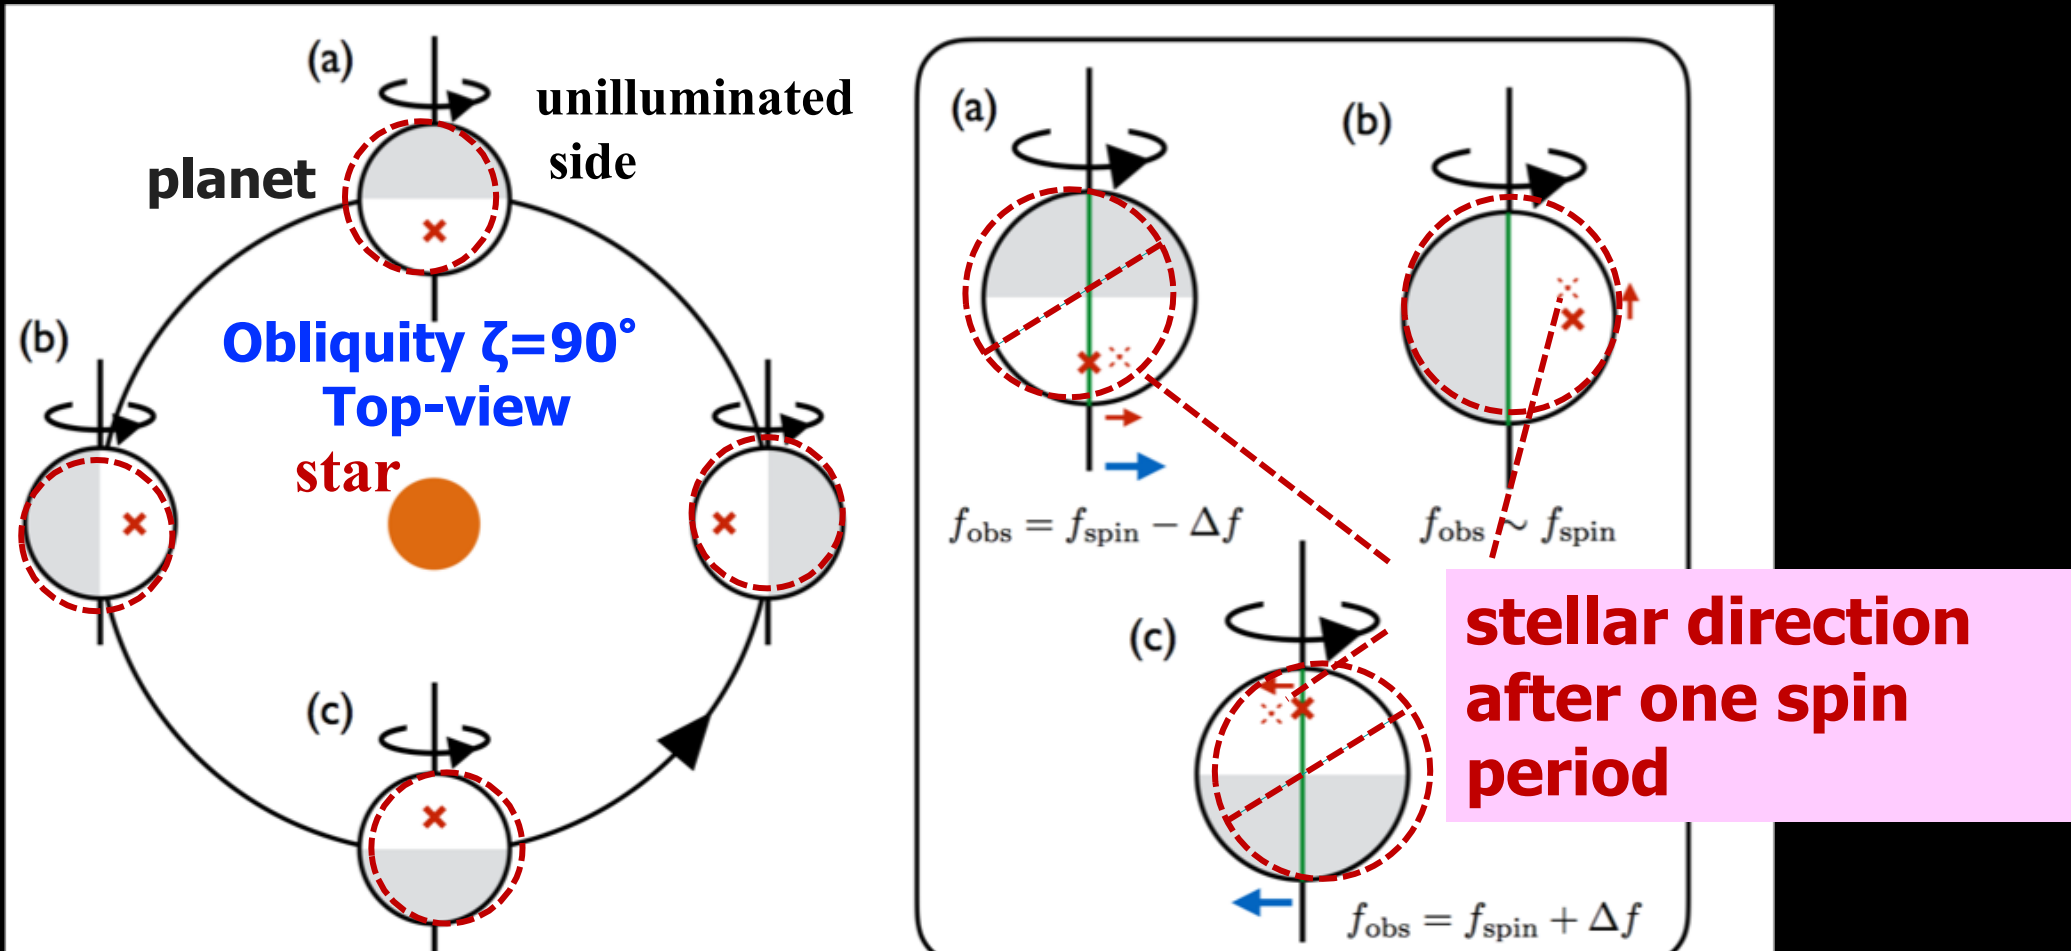 (a)
unilluminated
side
planet
(b)
Obliquity ζ=90°
Top-view
star
(c)
(a)
(b)
f_obs = f_spin − Δf
f_obs ~ f_spin
(c)
stellar direction
after one spin
period
f_obs = f_spin + Δf